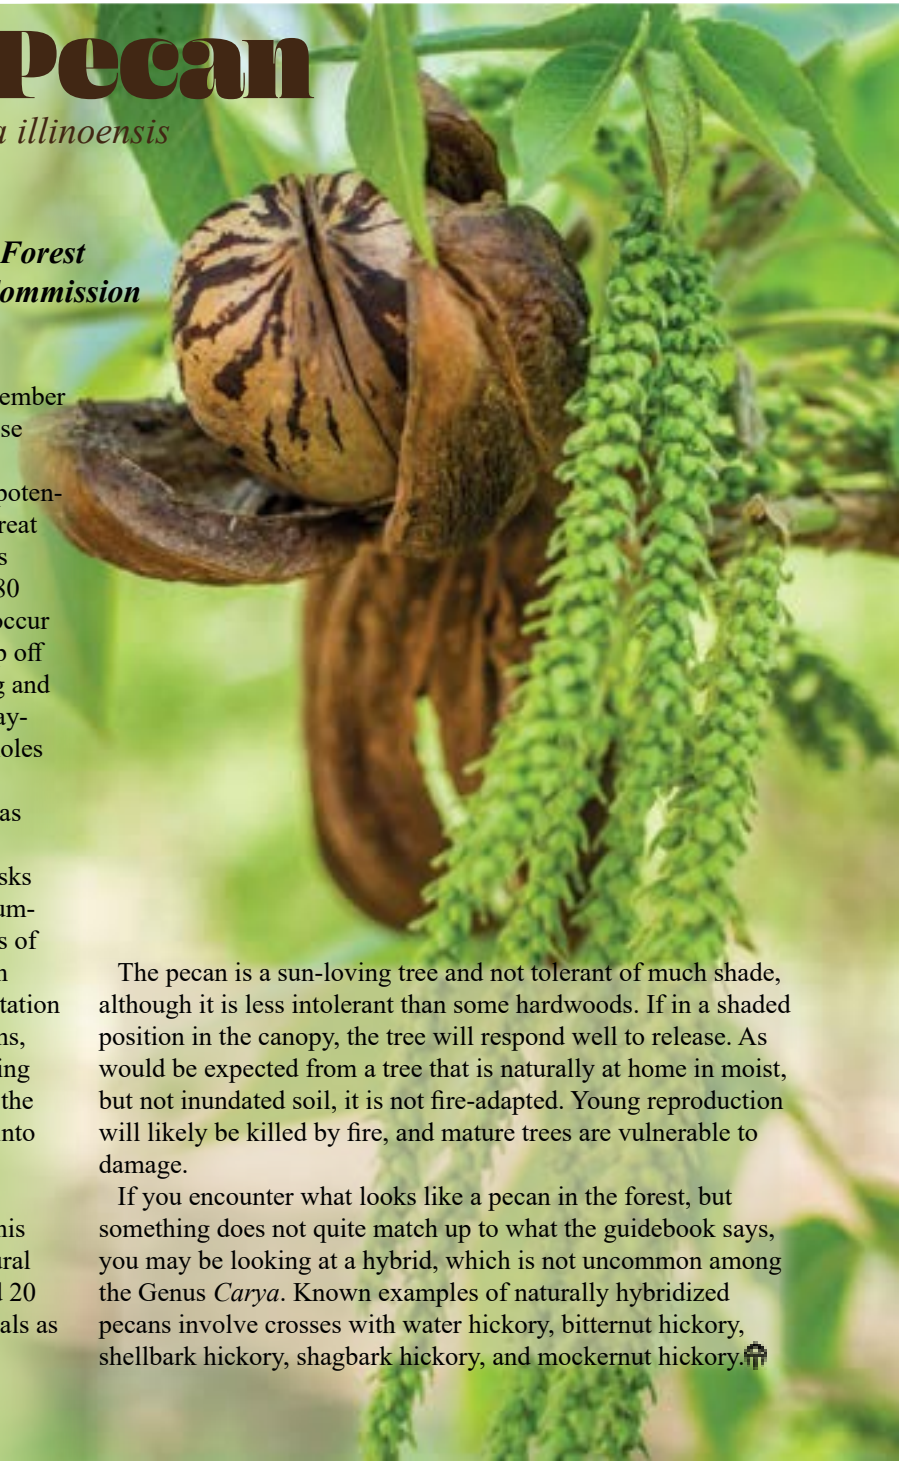 Pecan
a illinoensis
Forest
ommission
ember
se
poten-
reat
s
80
occur
p off
g and
ay-
oles
as
sks
um-
s of
n
tation
ns,
ing
the
into
his
ural
l 20
als as
The pecan is a sun-loving tree and not tolerant of much shade,
although it is less intolerant than some hardwoods. If in a shaded
position in the canopy, the tree will respond well to release. As
would be expected from a tree that is naturally at home in moist,
but not inundated soil, it is not fire-adapted. Young reproduction
will likely be killed by fire, and mature trees are vulnerable to
damage.
If you encounter what looks like a pecan in the forest, but
something does not quite match up to what the guidebook says,
you may be looking at a hybrid, which is not uncommon among
the Genus Carya. Known examples of naturally hybridized
pecans involve crosses with water hickory, bitternut hickory,
shellbark hickory, shagbark hickory, and mockernut hickory.